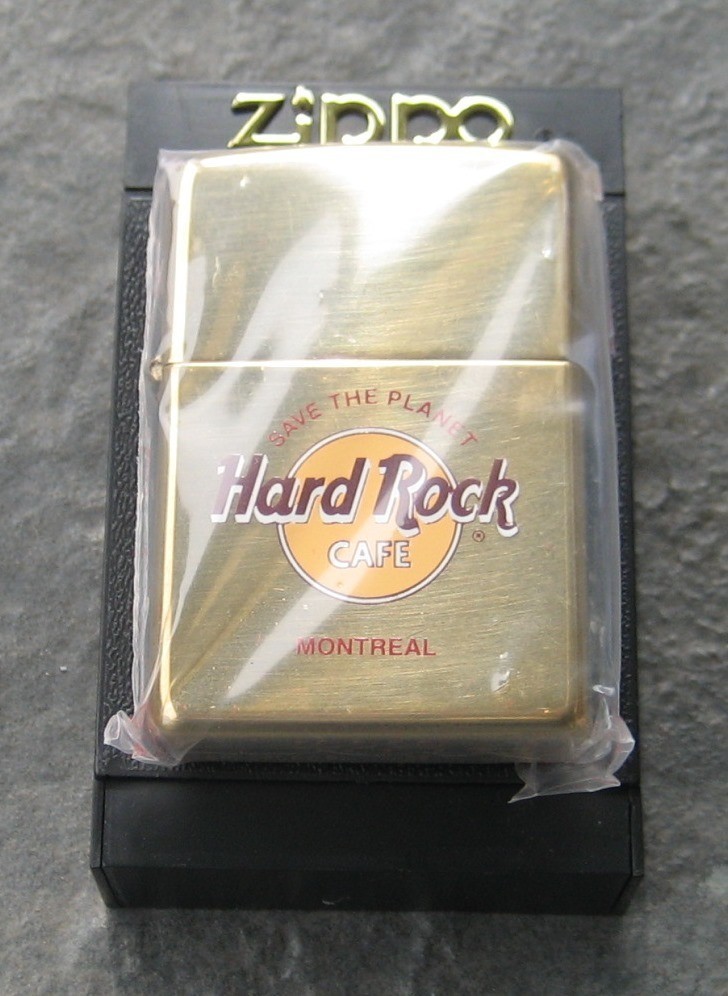 Zippo
SAVE THE PLANET
Hard Rock
CAFE
®
MONTREAL